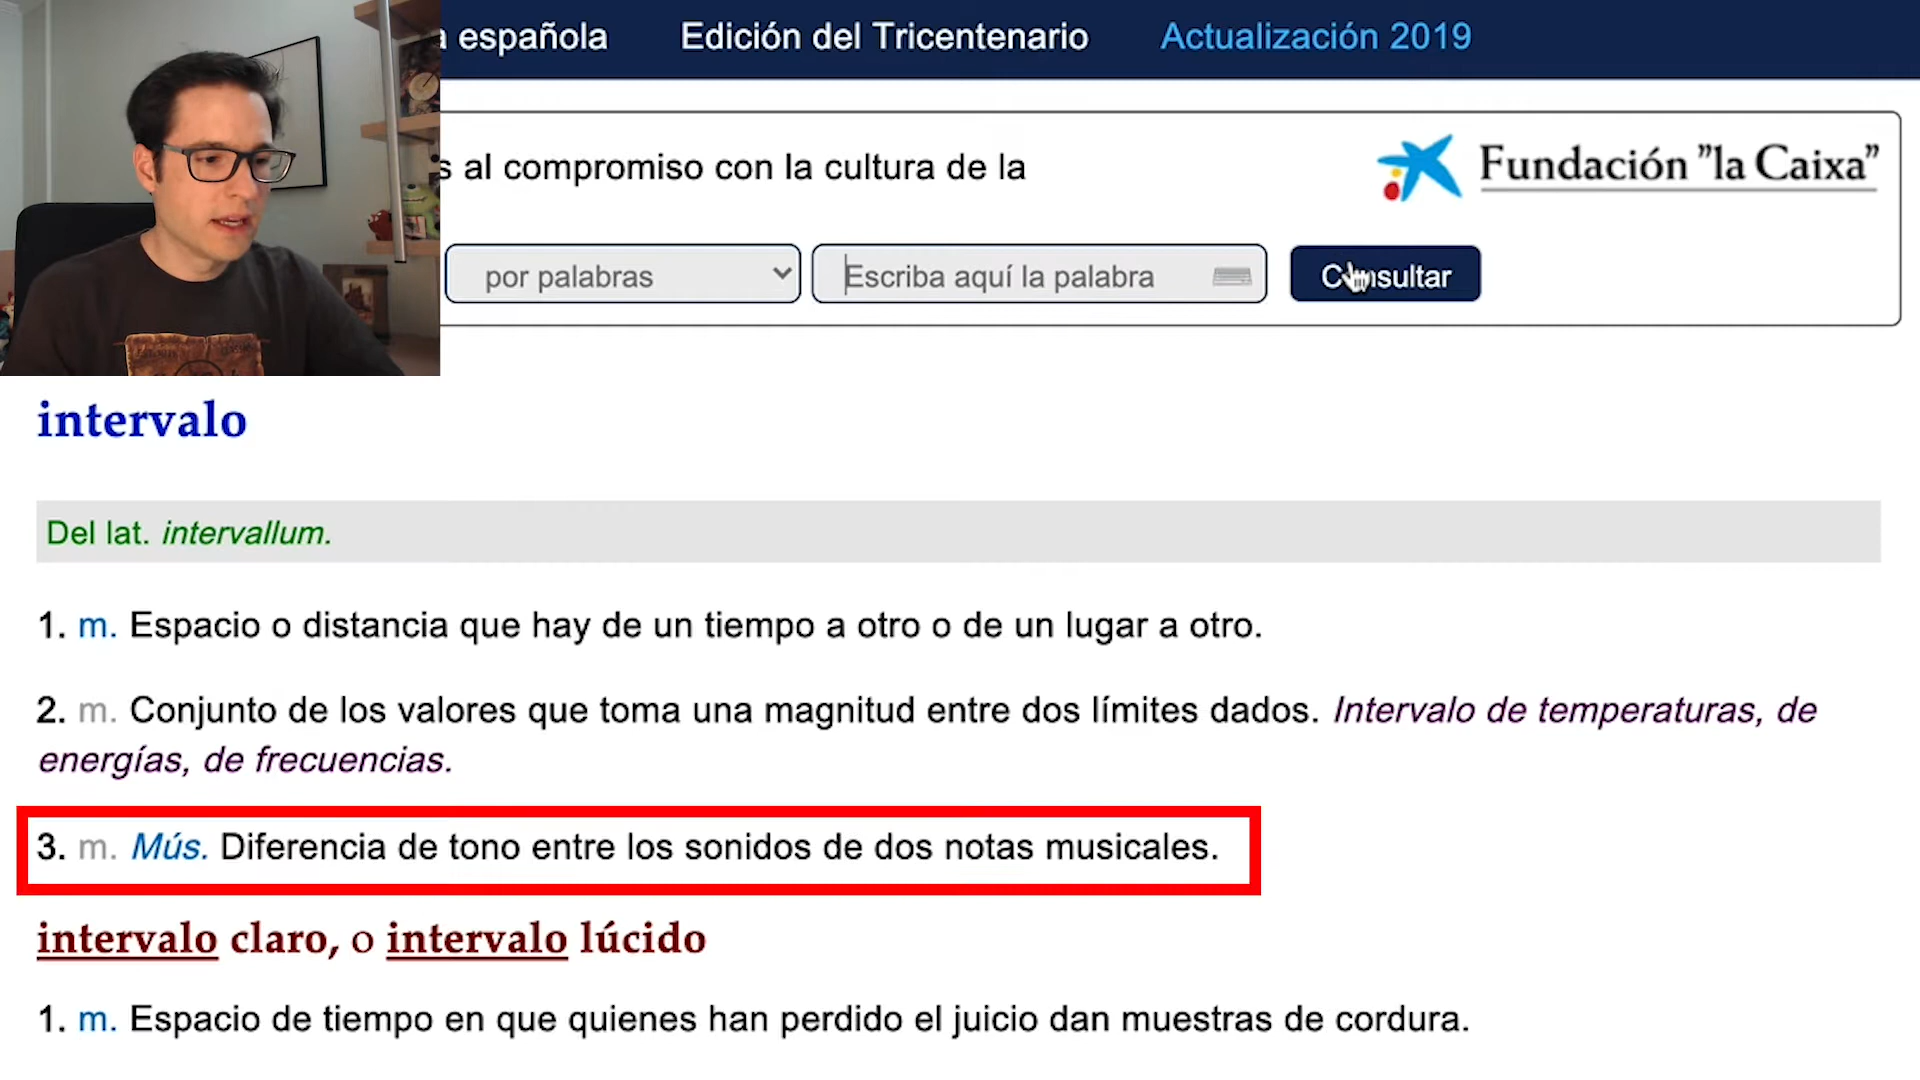 a española Edición del Tricentenario Actualización 2019
s al compromiso con la cultura de la
Fundación ”la Caixa”
por palabras Escriba aquí la palabra Consultar
intervalo
Del lat. intervallum.
1. m. Espacio o distancia que hay de un tiempo a otro o de un lugar a otro.
2. m. Conjunto de los valores que toma una magnitud entre dos límites dados. Intervalo de temperaturas, de
energías, de frecuencias.
3. m. Mús. Diferencia de tono entre los sonidos de dos notas musicales.
intervalo claro, o intervalo lúcido
1. m. Espacio de tiempo en que quienes han perdido el juicio dan muestras de cordura.